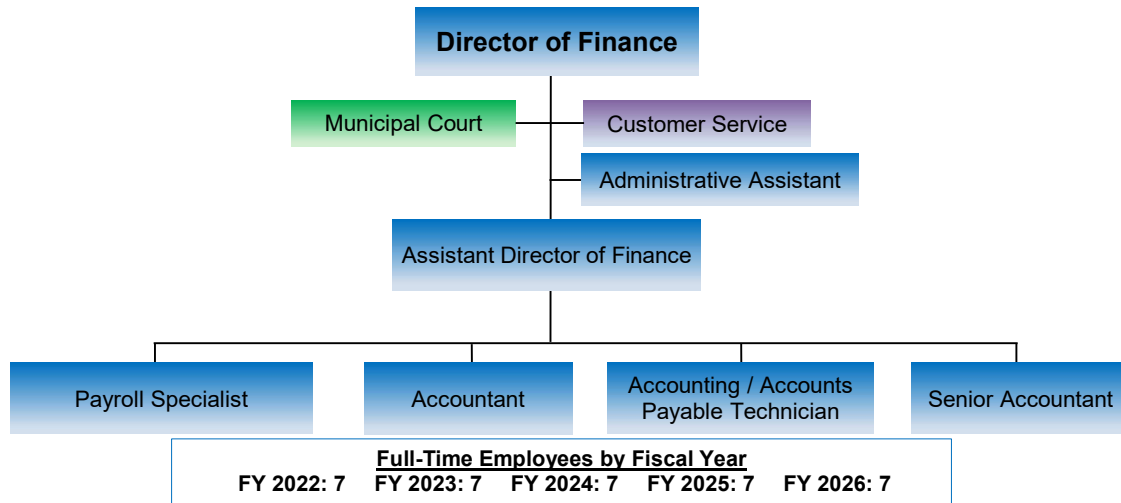 Director of Finance
Municipal Court
Customer Service
Administrative Assistant
Assistant Director of Finance
Payroll Specialist
Accountant
Accounting / Accounts
Payable Technician
Senior Accountant
Full-Time Employees by Fiscal Year
FY 2022: 7 FY 2023: 7 FY 2024: 7 FY 2025: 7 FY 2026: 7